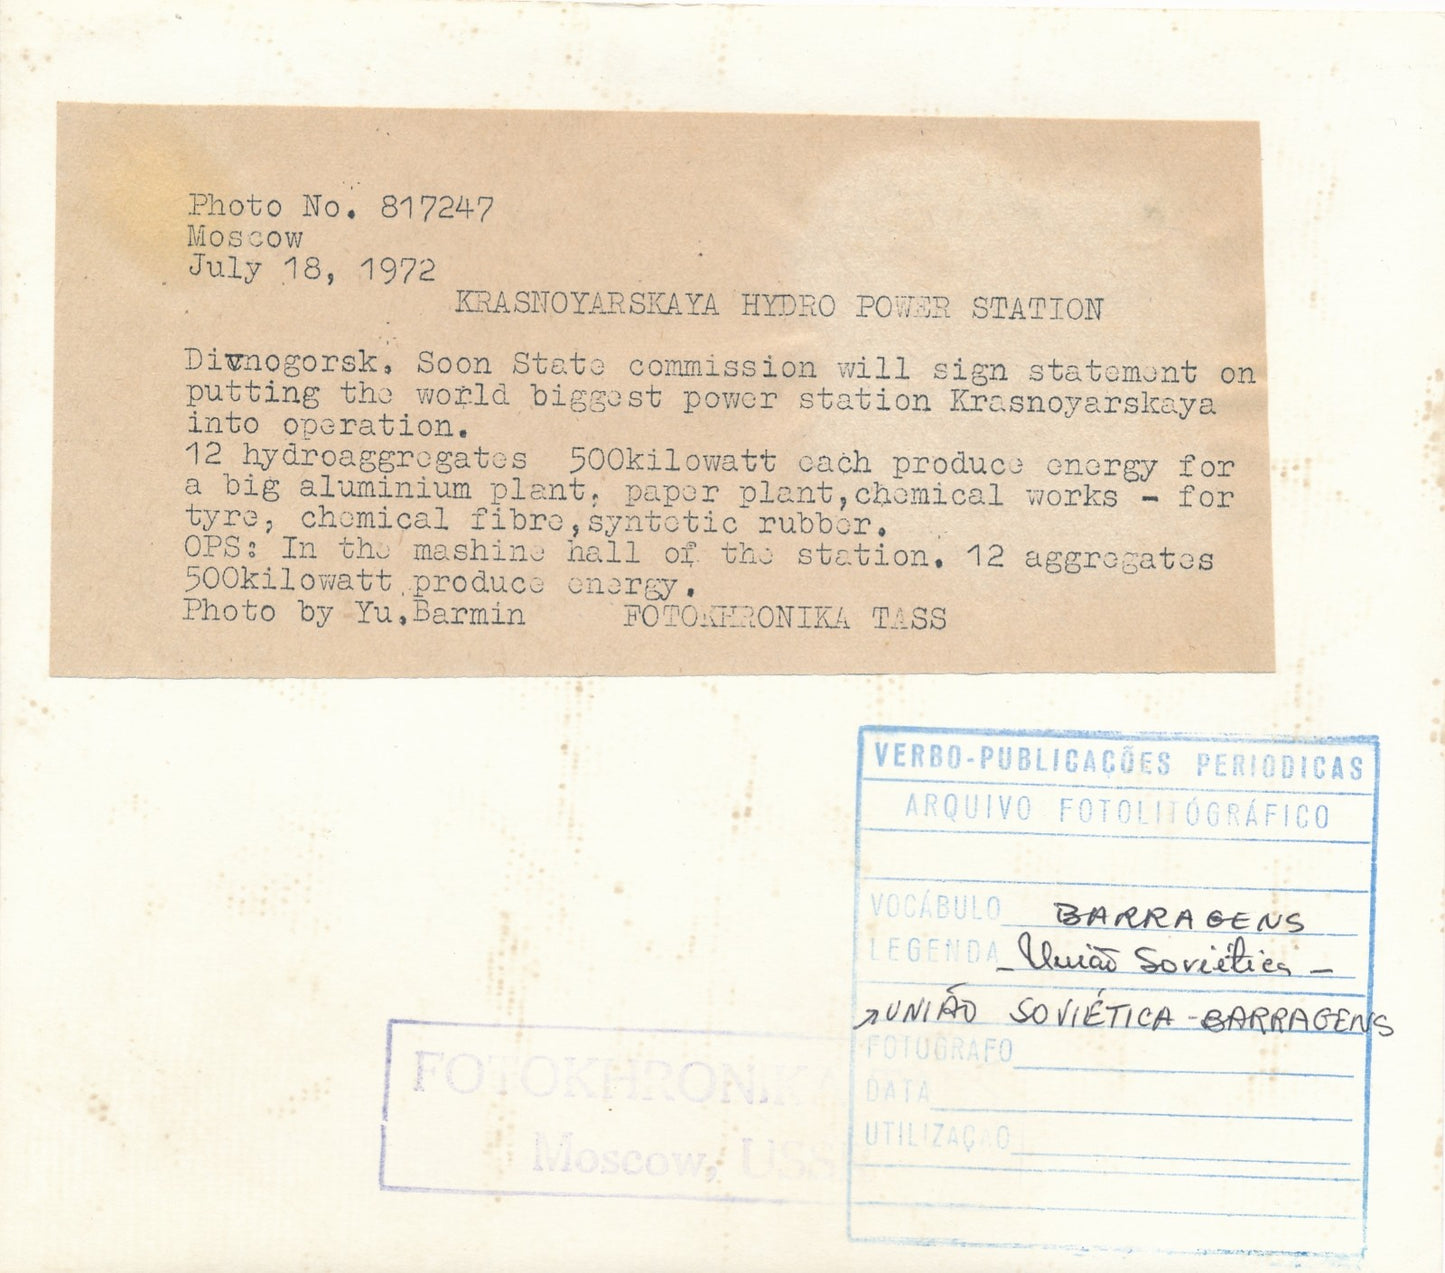 Photo No. 817247
Moscow
July 18, 1972
KRASNOYARSKAYA HYDRO POWER STATION
Divnogorsk. Soon State commission will sign statement on
putting the world biggest power station Krasnoyarskaya
into operation.
12 hydroaggregates 500kilowatt each produce energy for
a big aluminium plant, paper plant,chemical works - for
tyre, chemical fibre,syntetic rubber.
OPS: In the mashine hall of the station. 12 aggregates
500kilowatt produce energy.
Photo by Yu.Barmin FOTOKHRONIKA TASS
VERBO-PUBLICAÇÕES PERIODICAS
ARQUIVO FOTOLITÓGRÁFICO
VOCÁBULO BARRAGENS
LEGENDA - União Soviética -
↗UNIÃO SOVIÉTICA-BARRAGENS
FOTOGRAFO
DATA
UTILIZAÇAO
FOTOKHRONIKA
Moscow, USSR